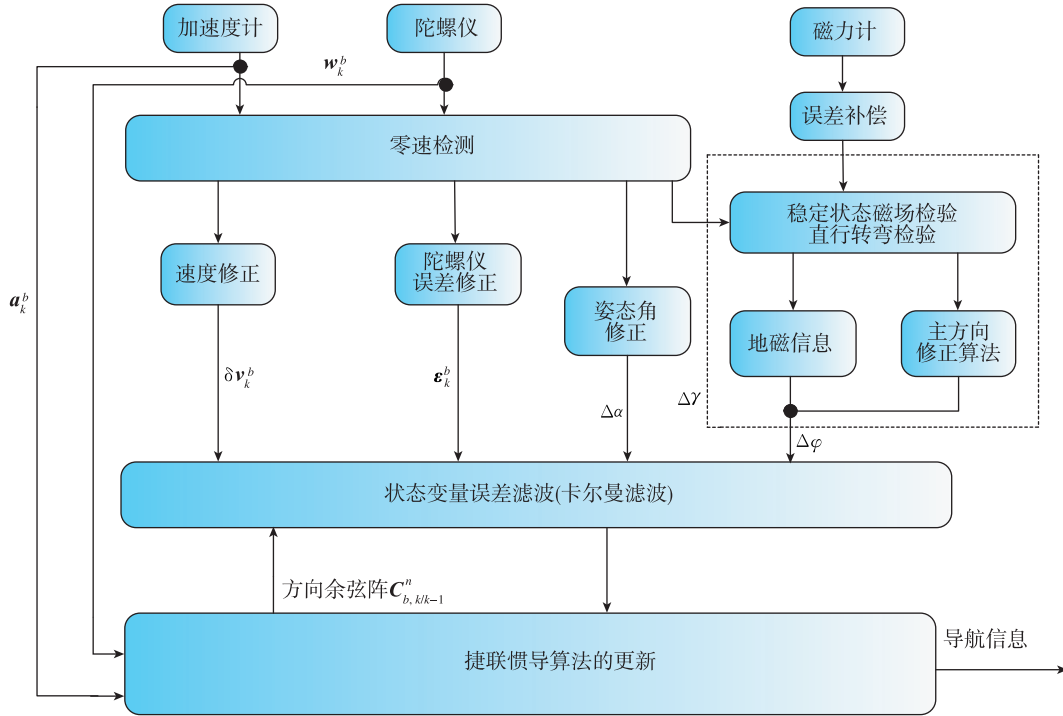 加速度计
陀螺仪
磁力计
w_k^b
误差补偿
零速检测
稳定状态磁场检验
直行转弯检验
速度修正
陀螺仪
误差修正
a_k^b
姿态角
修正
地磁信息
主方向
修正算法
δv_k^b
ε_k^b
Δα
Δγ
Δφ
状态变量误差滤波(卡尔曼滤波)
方向余弦阵C_{b, k/k−1}^n
捷联惯导算法的更新
导航信息